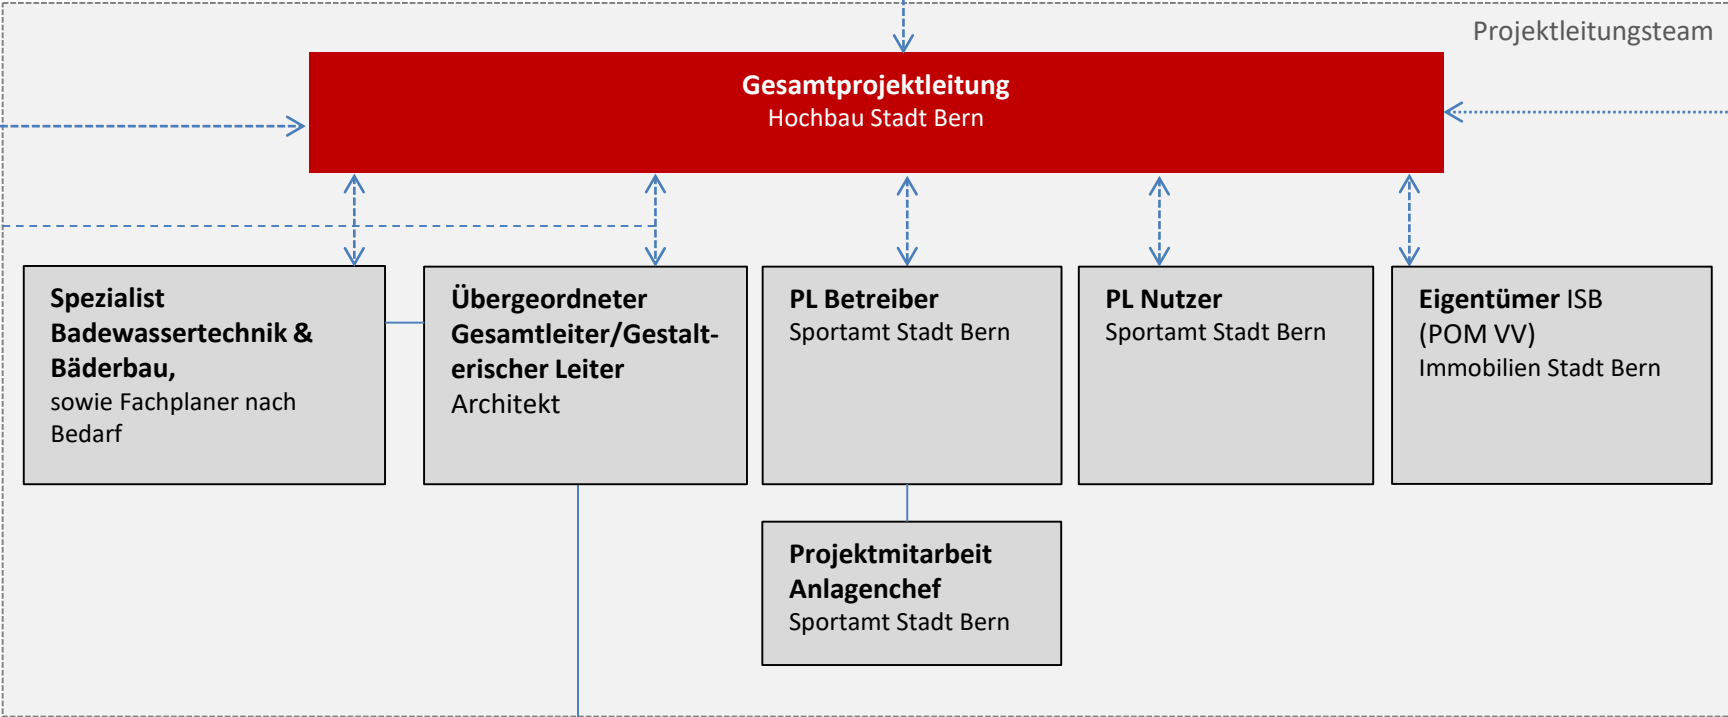 Projektleitungsteam
Gesamtprojektleitung
Hochbau Stadt Bern
Spezialist
Badewassertechnik &
Bäderbau,
sowie Fachplaner nach
Bedarf
Übergeordneter
Gesamtleiter/Gestalt-
erischer Leiter
Architekt
PL Betreiber
Sportamt Stadt Bern
PL Nutzer
Sportamt Stadt Bern
Eigentümer ISB
(POM VV)
Immobilien Stadt Bern
Projektmitarbeit
Anlagenchef
Sportamt Stadt Bern